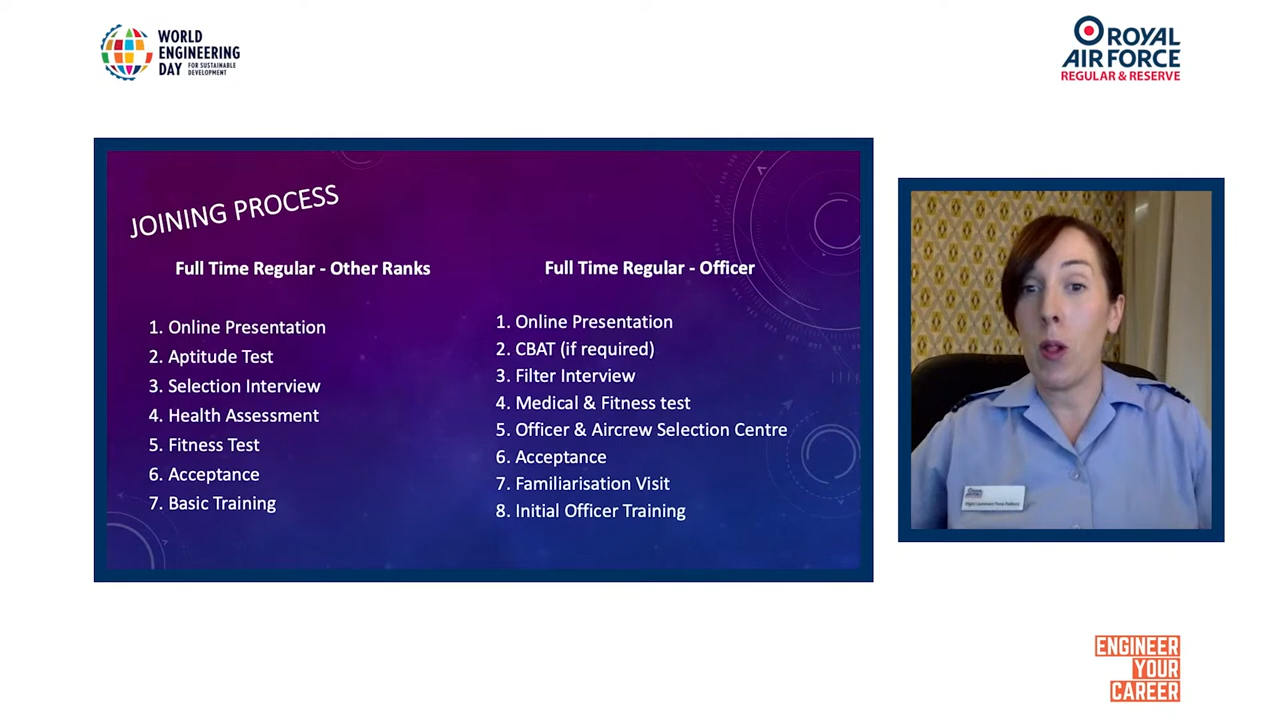 WORLD
ENGINEERING
DAY FOR SUSTAINABLE
DEVELOPMENT
ROYAL
AIR FORCE
REGULAR & RESERVE
JOINING PROCESS
Full Time Regular - Other Ranks
1. Online Presentation
2. Aptitude Test
3. Selection Interview
4. Health Assessment
5. Fitness Test
6. Acceptance
7. Basic Training
Full Time Regular - Officer
1. Online Presentation
2. CBAT (if required)
3. Filter Interview
4. Medical & Fitness test
5. Officer & Aircrew Selection Centre
6. Acceptance
7. Familiarisation Visit
8. Initial Officer Training
ROYAL
Flight Lieutenant
ENGINEER
YOUR
CAREER